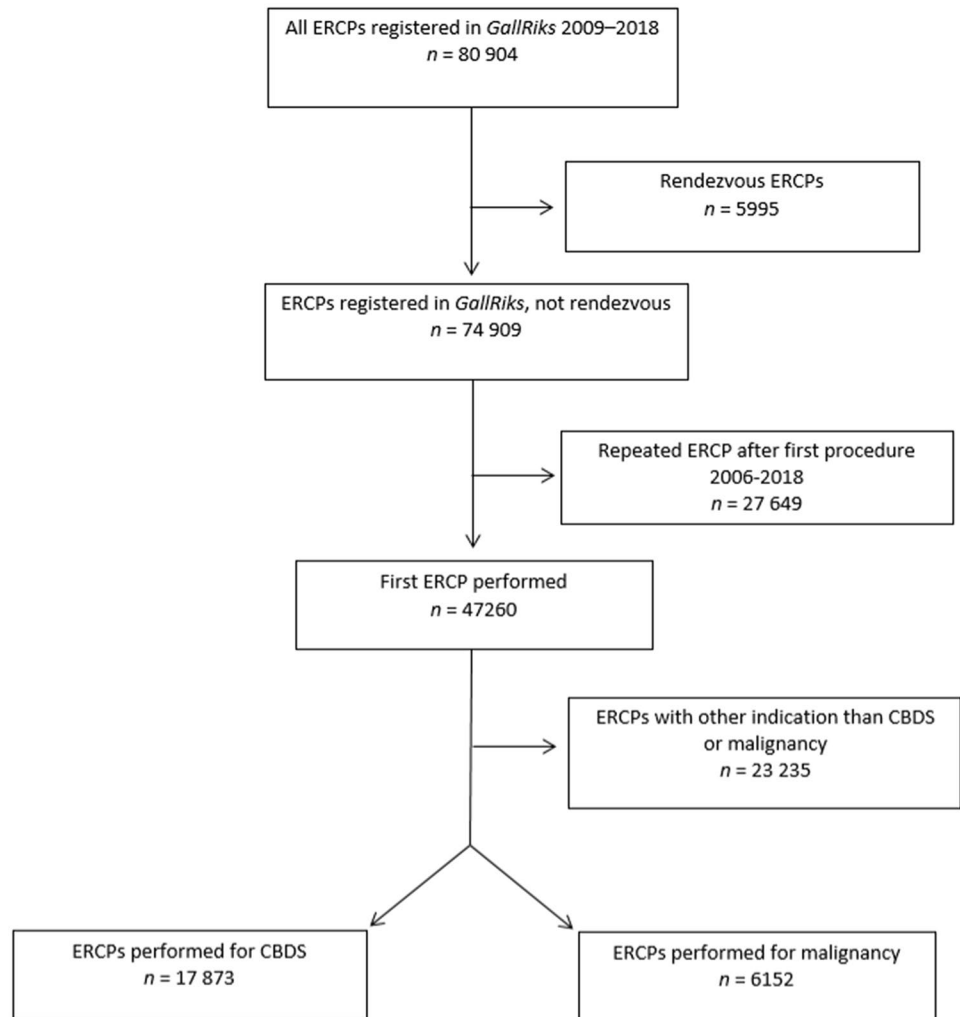 All ERCPs registered in GallRiks 2009–2018
n = 80 904
Rendezvous ERCPs
n = 5995
ERCPs registered in GallRiks, not rendezvous
n = 74 909
Repeated ERCP after first procedure
2006-2018
n = 27 649
First ERCP performed
n = 47260
ERCPs with other indication than CBDS
or malignancy
n = 23 235
ERCPs performed for CBDS
n = 17 873
ERCPs performed for malignancy
n = 6152